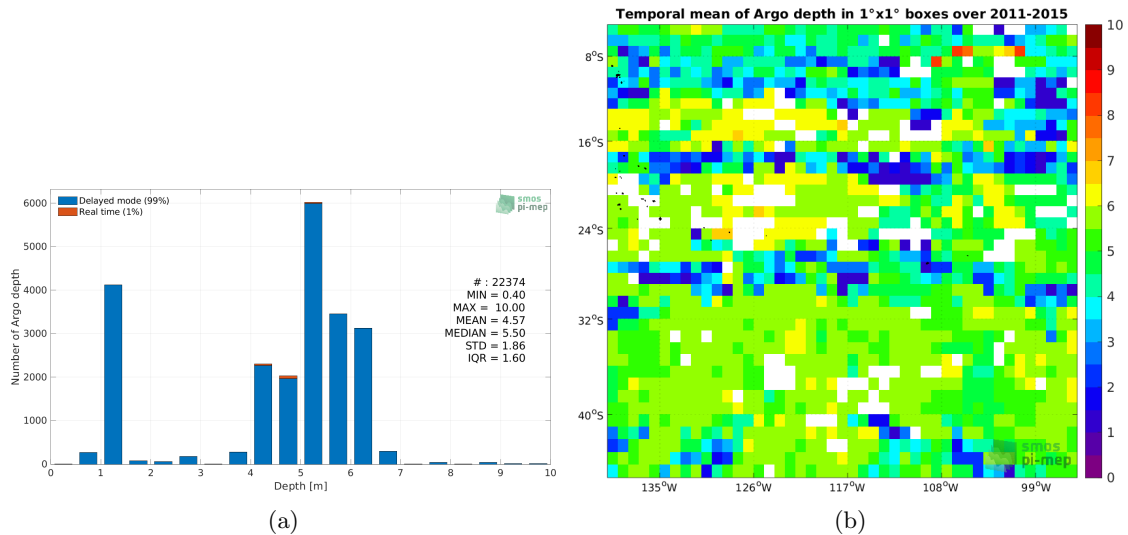 Delayed mode (99%)
Real time (1%)
smos
pi-mep
6000
5000
4000
3000
2000
1000
0
Number of Argo depth
# : 22374
MIN = 0.40
MAX = 10.00
MEAN = 4.57
MEDIAN = 5.50
STD = 1.86
IQR = 1.60
0 1 2 3 4 5 6 7 8 9 10
Depth [m]
(a)
Temporal mean of Argo depth in 1°x1° boxes over 2011-2015
8°S
16°S
24°S
32°S
40°S
135°W 126°W 117°W 108°W 99°W
smos
pi-mep
10
9
8
7
6
5
4
3
2
1
0
(b)